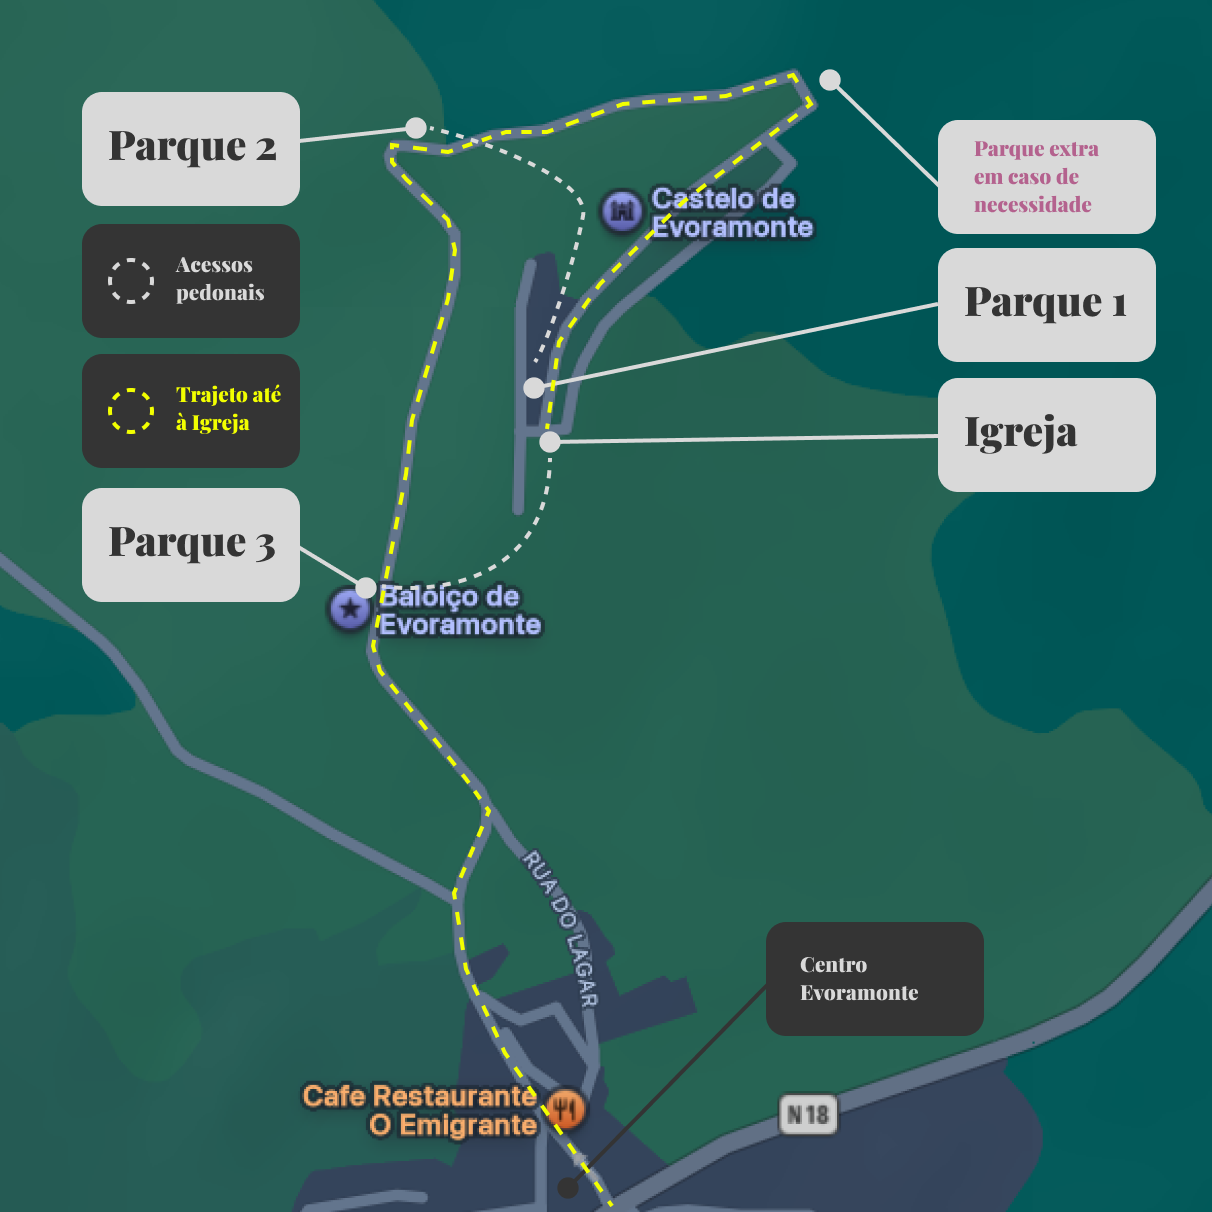 Parque 2
Parque extra
em caso de
necessidade
Castelo de
Evoramonte
Acessos
pedonais
Parque 1
Trajeto até
à Igreja
Igreja
Parque 3
Baloiço de
Evoramonte
RUA DO LAGAR
Centro
Evoramonte
Cafe Restaurante
O Emigrante
N 18